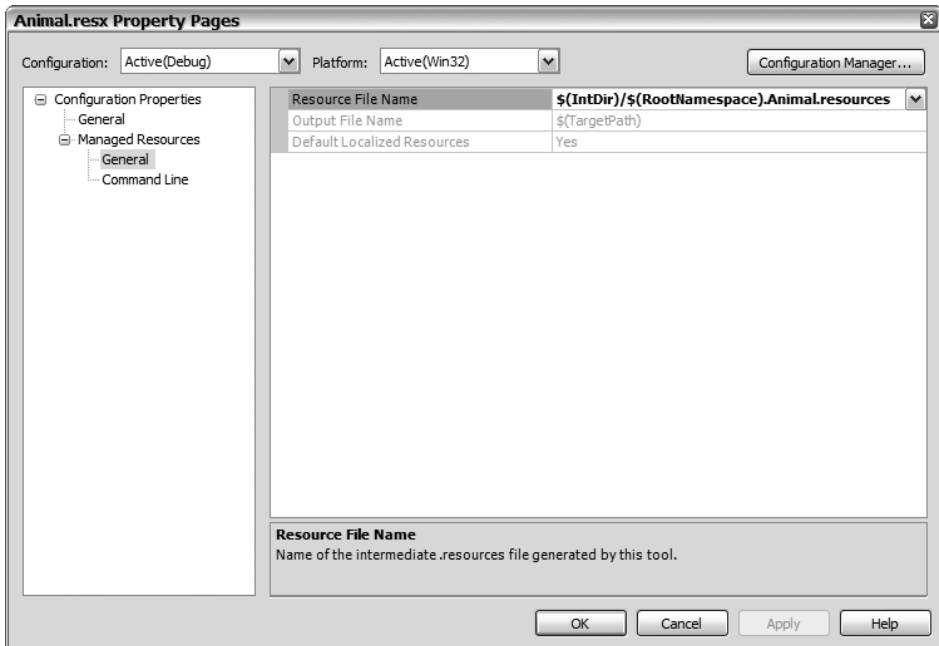 Animal.resx Property Pages
Configuration: Active(Debug) Platform: Active(Win32) Configuration Manager...
Configuration Properties
General
Managed Resources
General
Command Line
Resource File Name $(IntDir)/$(RootNamespace).Animal.resources
Output File Name $(TargetPath)
Default Localized Resources Yes
Resource File Name
Name of the intermediate .resources file generated by this tool.
OK Cancel Apply Help